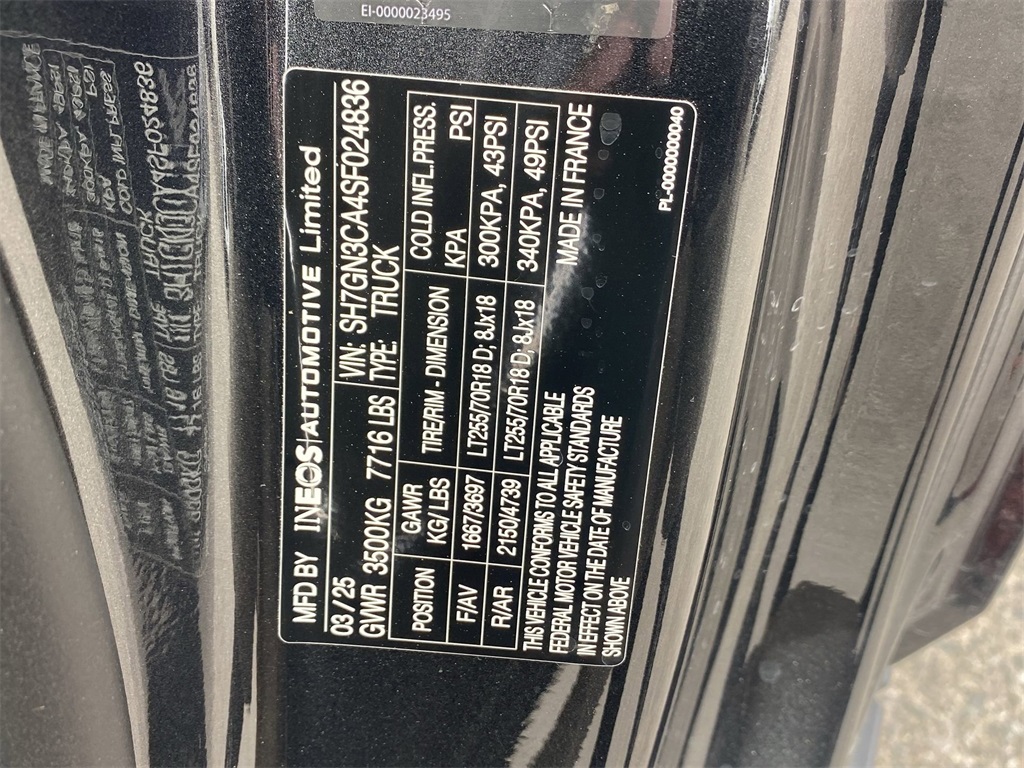 EI-0000023495
MFD BY INEOS AUTOMOTIVE Limited
03 / 25 VIN: SH7GN3CA4SF024836
GVWR 3500KG 7716 LBS TYPE: TRUCK
POSITION GAWR KG/LBS TIRE/RIM - DIMENSION COLD INFL.PRESS. KPA PSI
F/AV 1667/3697 LT255/70R18 D; 8Jx18 300KPA, 43PSI
R/AR 2150/4739 LT255/70R18 D; 8Jx18 340KPA, 49PSI
THIS VEHICLE CONFORMS TO ALL APPLICABLE MADE IN FRANCE
FEDERAL MOTOR VEHICLE SAFETY STANDARDS
IN EFFECT ON THE DATE OF MANUFACTURE
SHOWN ABOVE
PL-0000000040